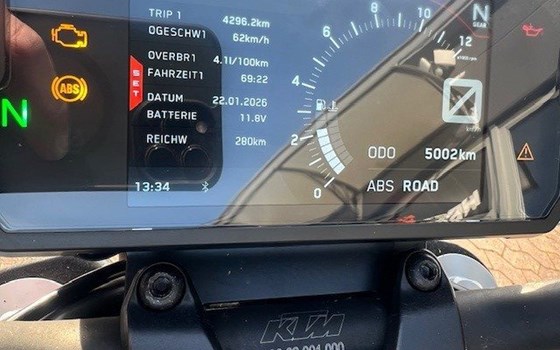 TRIP 1 4296.2km
ØGESCHW1 62km/h
ØVERBR1 4.1l/100km
FAHRZEIT1 69:22
DATUM 22.01.2026
BATTERIE 11.8V
REICHW 280km
13:34
SET
ABS
N
0
2
4
6
8
10
12
N
GEAR
ODO 5002km
ABS ROAD
KTM